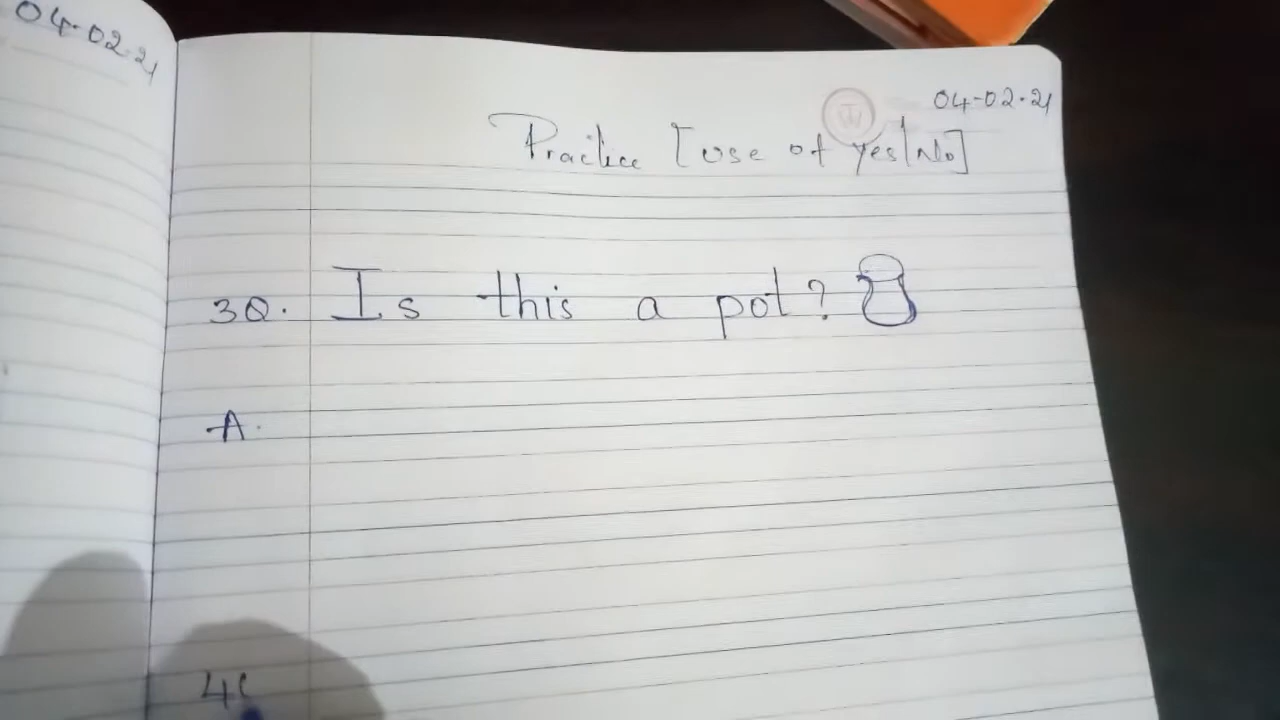 04-02-21
04-02-21
Practice [Use of Yes/No]
3Q. Is this a pot?
A.
4